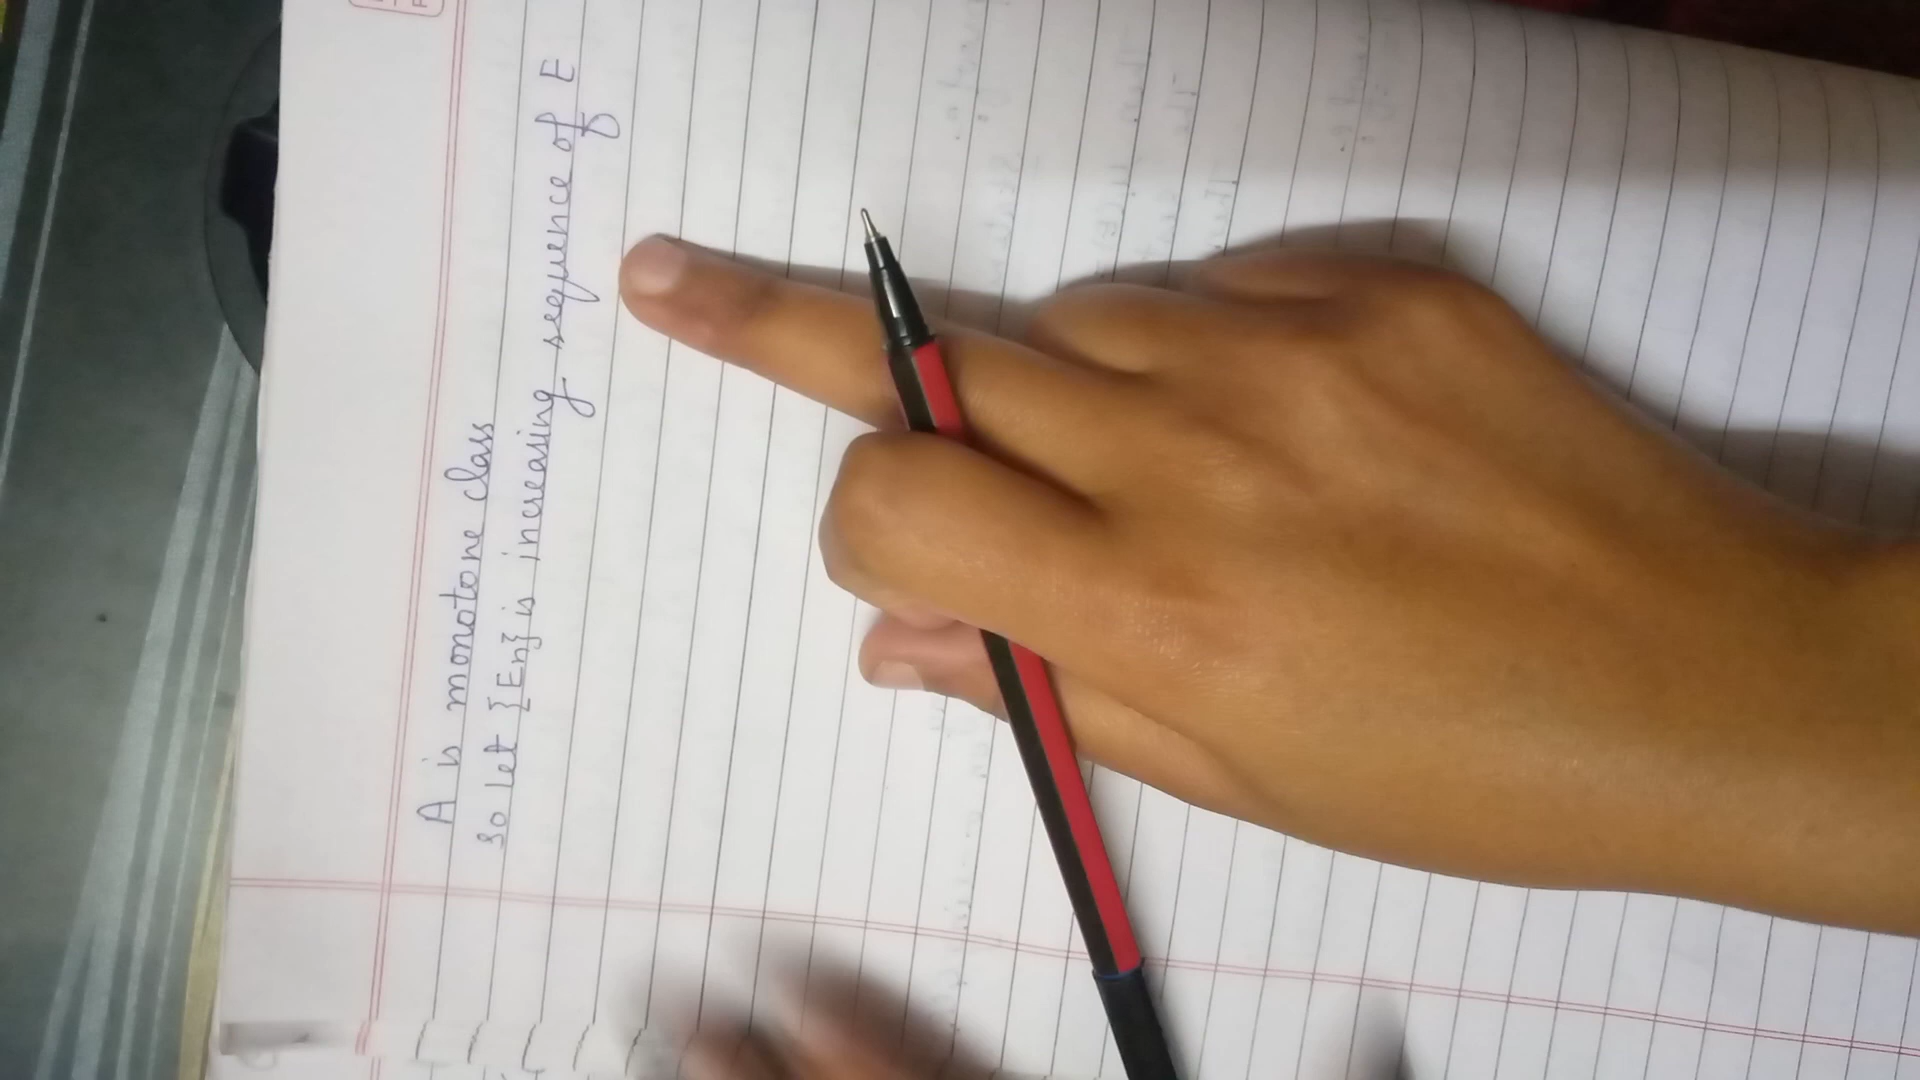 A is monotone class
so let {En} is increasing sequence of E